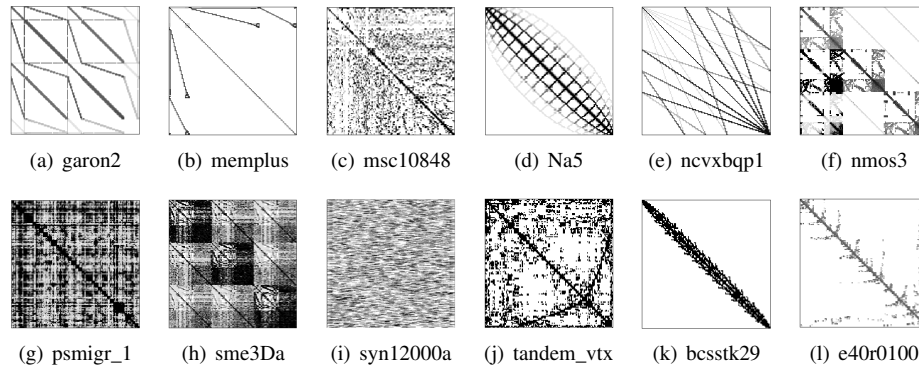 (a) garon2 (b) memplus (c) msc10848 (d) Na5 (e) ncvxbqp1 (f) nmos3
(g) psmigr_1 (h) sme3Da (i) syn12000a (j) tandem_vtx (k) bcsstk29 (l) e40r0100